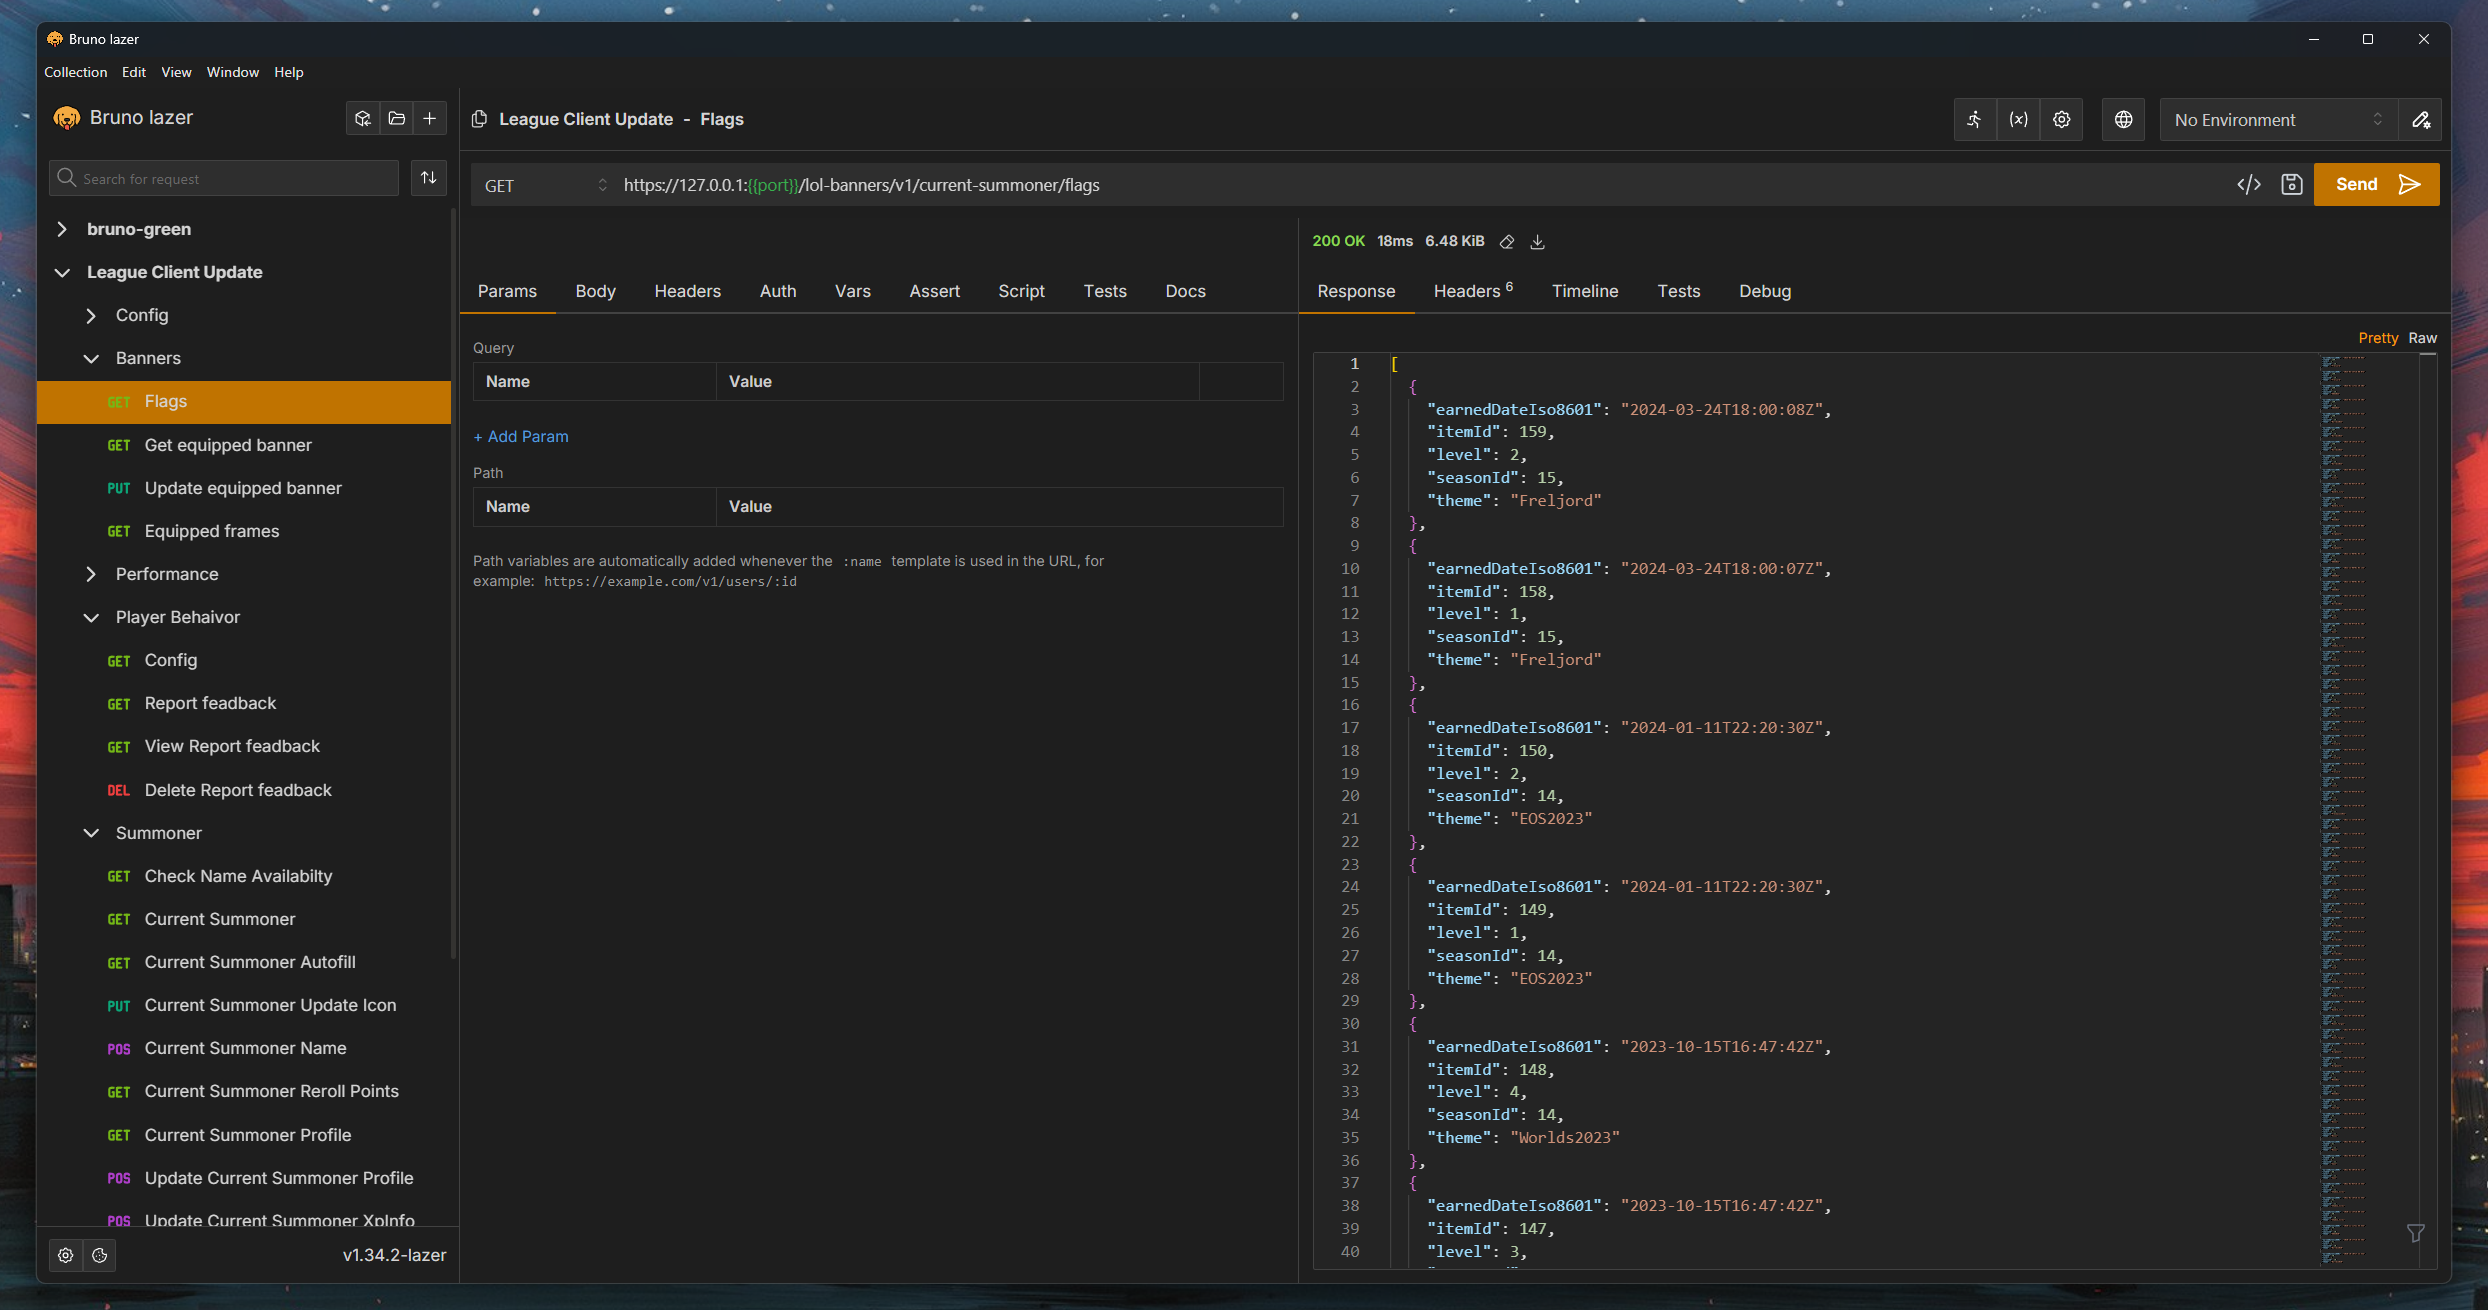 Bruno lazer
Collection Edit View Window Help
Bruno lazer
Search for request
bruno-green
League Client Update
Config
Banners
GET Flags
GET Get equipped banner
PUT Update equipped banner
GET Equipped frames
Performance
Player Behaivor
GET Config
GET Report feadback
GET View Report feadback
DEL Delete Report feadback
Summoner
GET Check Name Availabilty
GET Current Summoner
GET Current Summoner Autofill
PUT Current Summoner Update Icon
POS Current Summoner Name
GET Current Summoner Reroll Points
GET Current Summoner Profile
POS Update Current Summoner Profile
POS Update Current Summoner XpInfo
v1.34.2-lazer
League Client Update - Flags
(x)
No Environment
GET https://127.0.0.1:{{port}}/lol-banners/v1/current-summoner/flags
</> Send
Params Body Headers Auth Vars Assert Script Tests Docs
Query
Name Value
+ Add Param
Path
Name Value
Path variables are automatically added whenever the :name template is used in the URL, for
example: https://example.com/v1/users/:id
200 OK 18ms 6.48 KiB
Response Headers 6 Timeline Tests Debug
Pretty Raw
1 [
2 {
3 "earnedDateIso8601": "2024-03-24T18:00:08Z",
4 "itemId": 159,
5 "level": 2,
6 "seasonId": 15,
7 "theme": "Freljord"
8 },
9 {
10 "earnedDateIso8601": "2024-03-24T18:00:07Z",
11 "itemId": 158,
12 "level": 1,
13 "seasonId": 15,
14 "theme": "Freljord"
15 },
16 {
17 "earnedDateIso8601": "2024-01-11T22:20:30Z",
18 "itemId": 150,
19 "level": 2,
20 "seasonId": 14,
21 "theme": "EOS2023"
22 },
23 {
24 "earnedDateIso8601": "2024-01-11T22:20:30Z",
25 "itemId": 149,
26 "level": 1,
27 "seasonId": 14,
28 "theme": "EOS2023"
29 },
30 {
31 "earnedDateIso8601": "2023-10-15T16:47:42Z",
32 "itemId": 148,
33 "level": 4,
34 "seasonId": 14,
35 "theme": "Worlds2023"
36 },
37 {
38 "earnedDateIso8601": "2023-10-15T16:47:42Z",
39 "itemId": 147,
40 "level": 3,